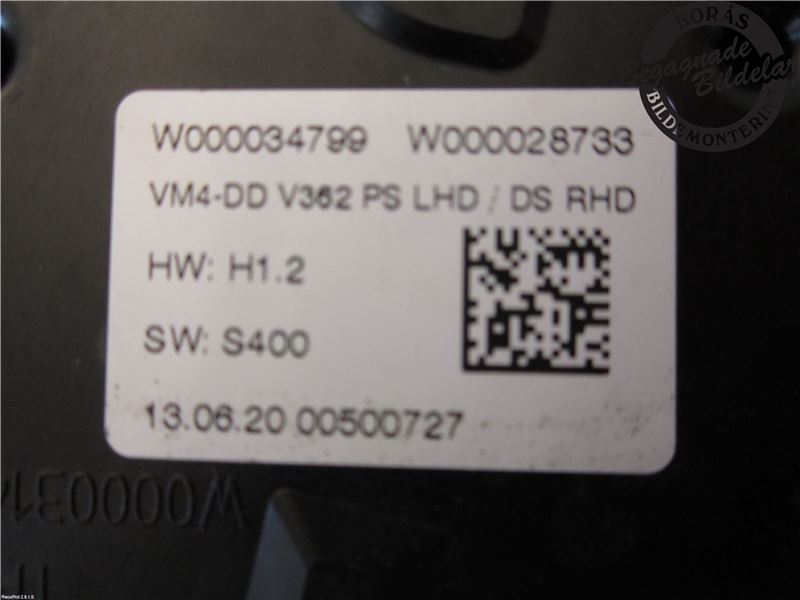 BORÅS
Begagnade
Bildelar
BILDEMONTERING
W000034799 W000028733
VM4-DD V362 PS LHD / DS RHD
HW: H1.2
SW: S400
13.06.20 00500727
W0000314